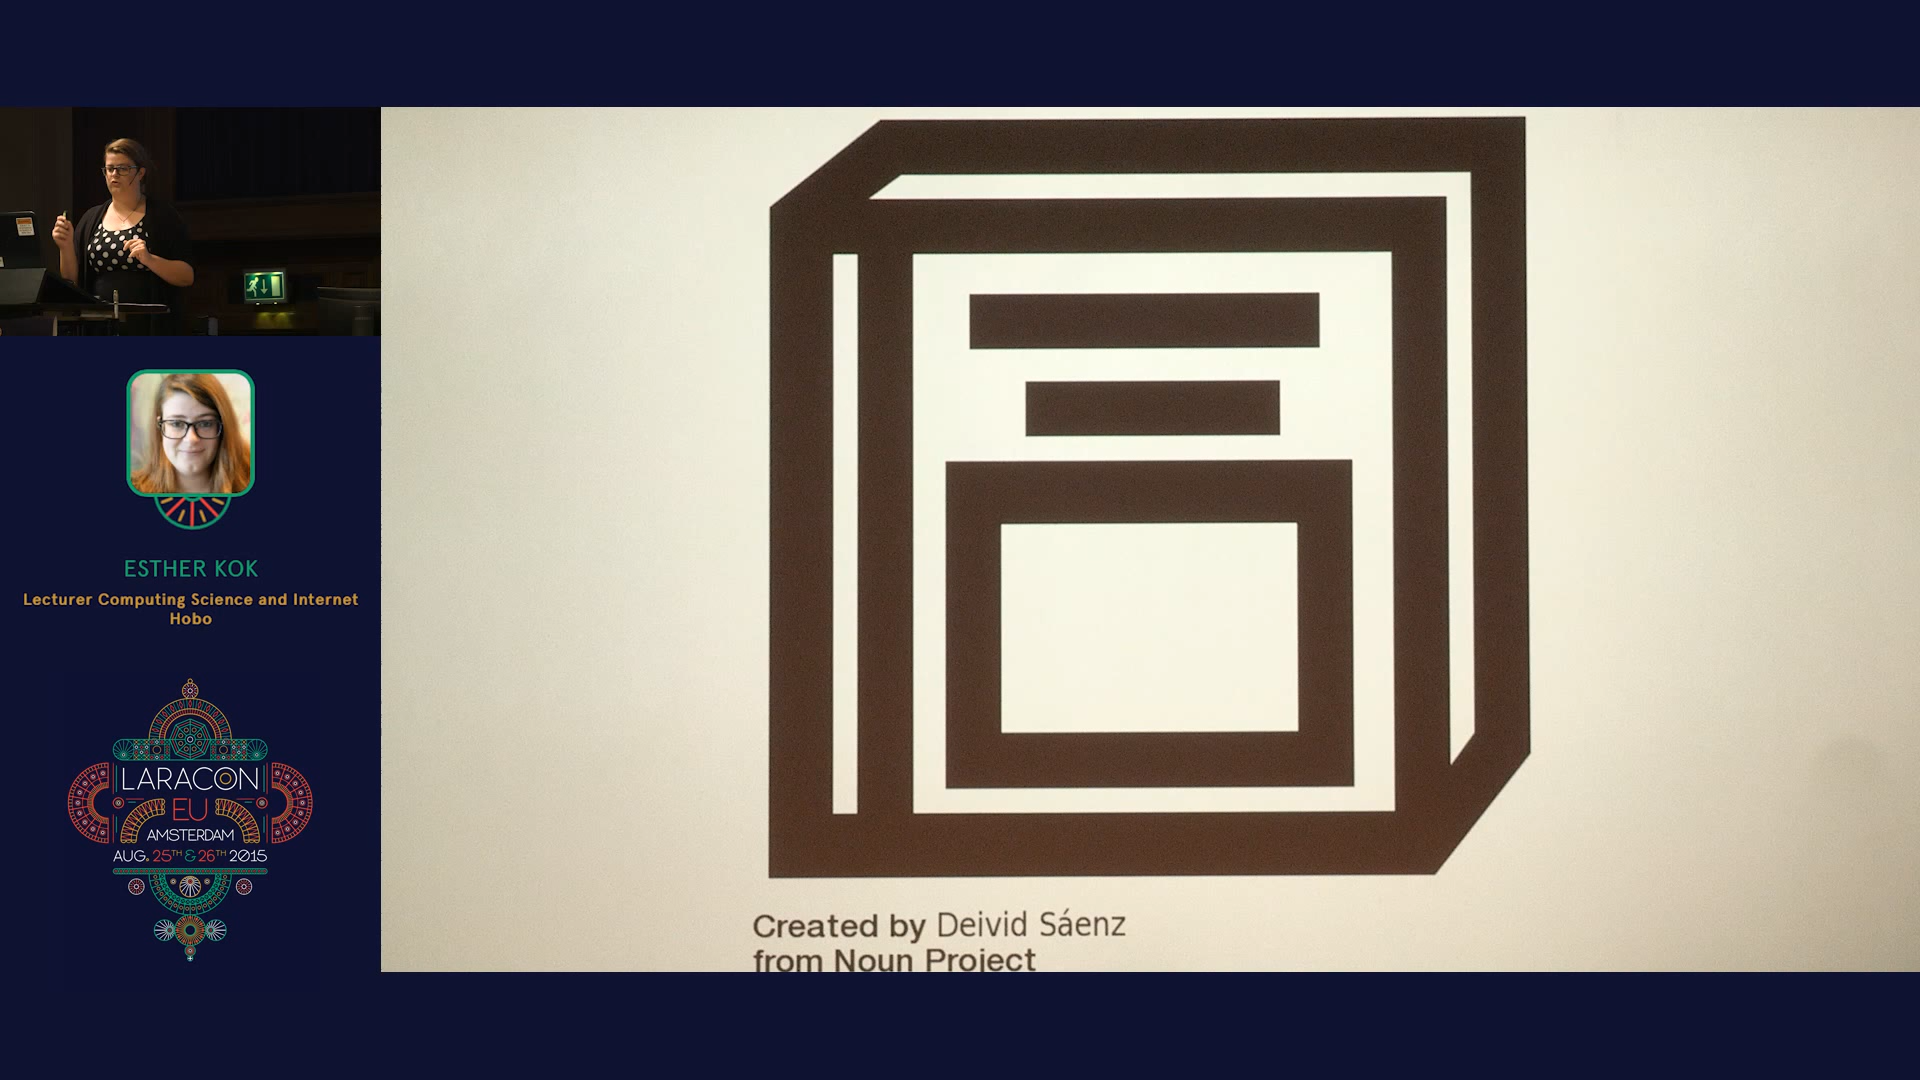 ESTHER KOK
Lecturer Computing Science and Internet
Hobo
LARACON
EU
AMSTERDAM
AUG. 25TH & 26TH 2015
Created by Deivid Sáenz
from Noun Project